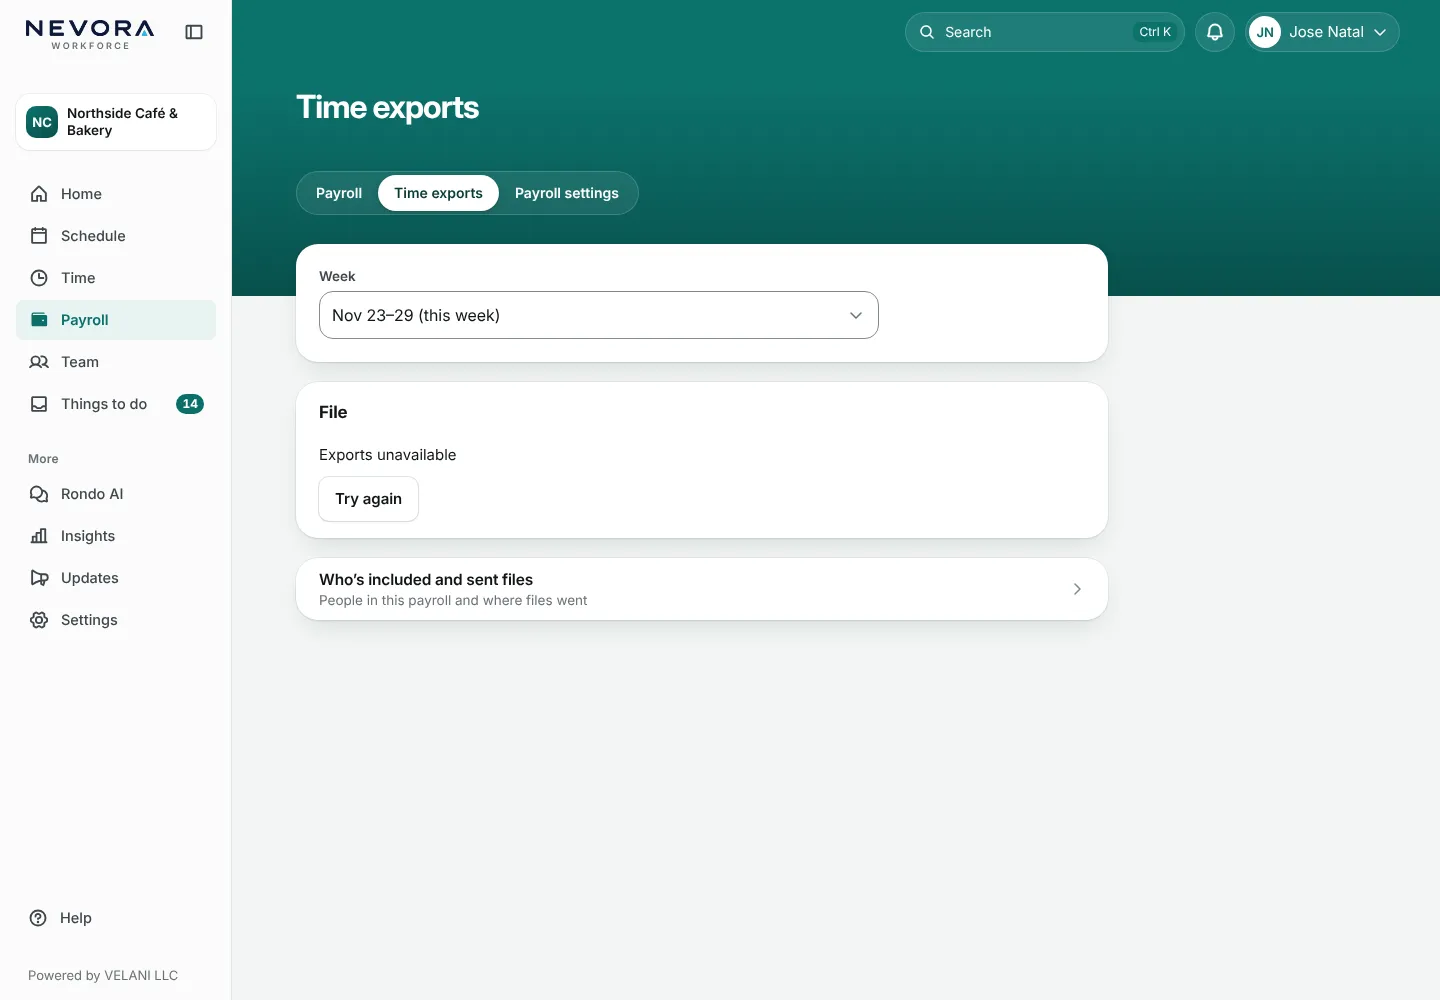 NEVORA
WORKFORCE
Search
Ctrl K
JN
Jose Natal
NC
Northside Café &
Bakery
Home
Schedule
Time
Payroll
Team
Things to do
14
More
Rondo AI
Insights
Updates
Settings
Help
Powered by VELANI LLC
Time exports
Payroll
Time exports
Payroll settings
Week
Nov 23–29 (this week)
File
Exports unavailable
Try again
Who’s included and sent files
People in this payroll and where files went